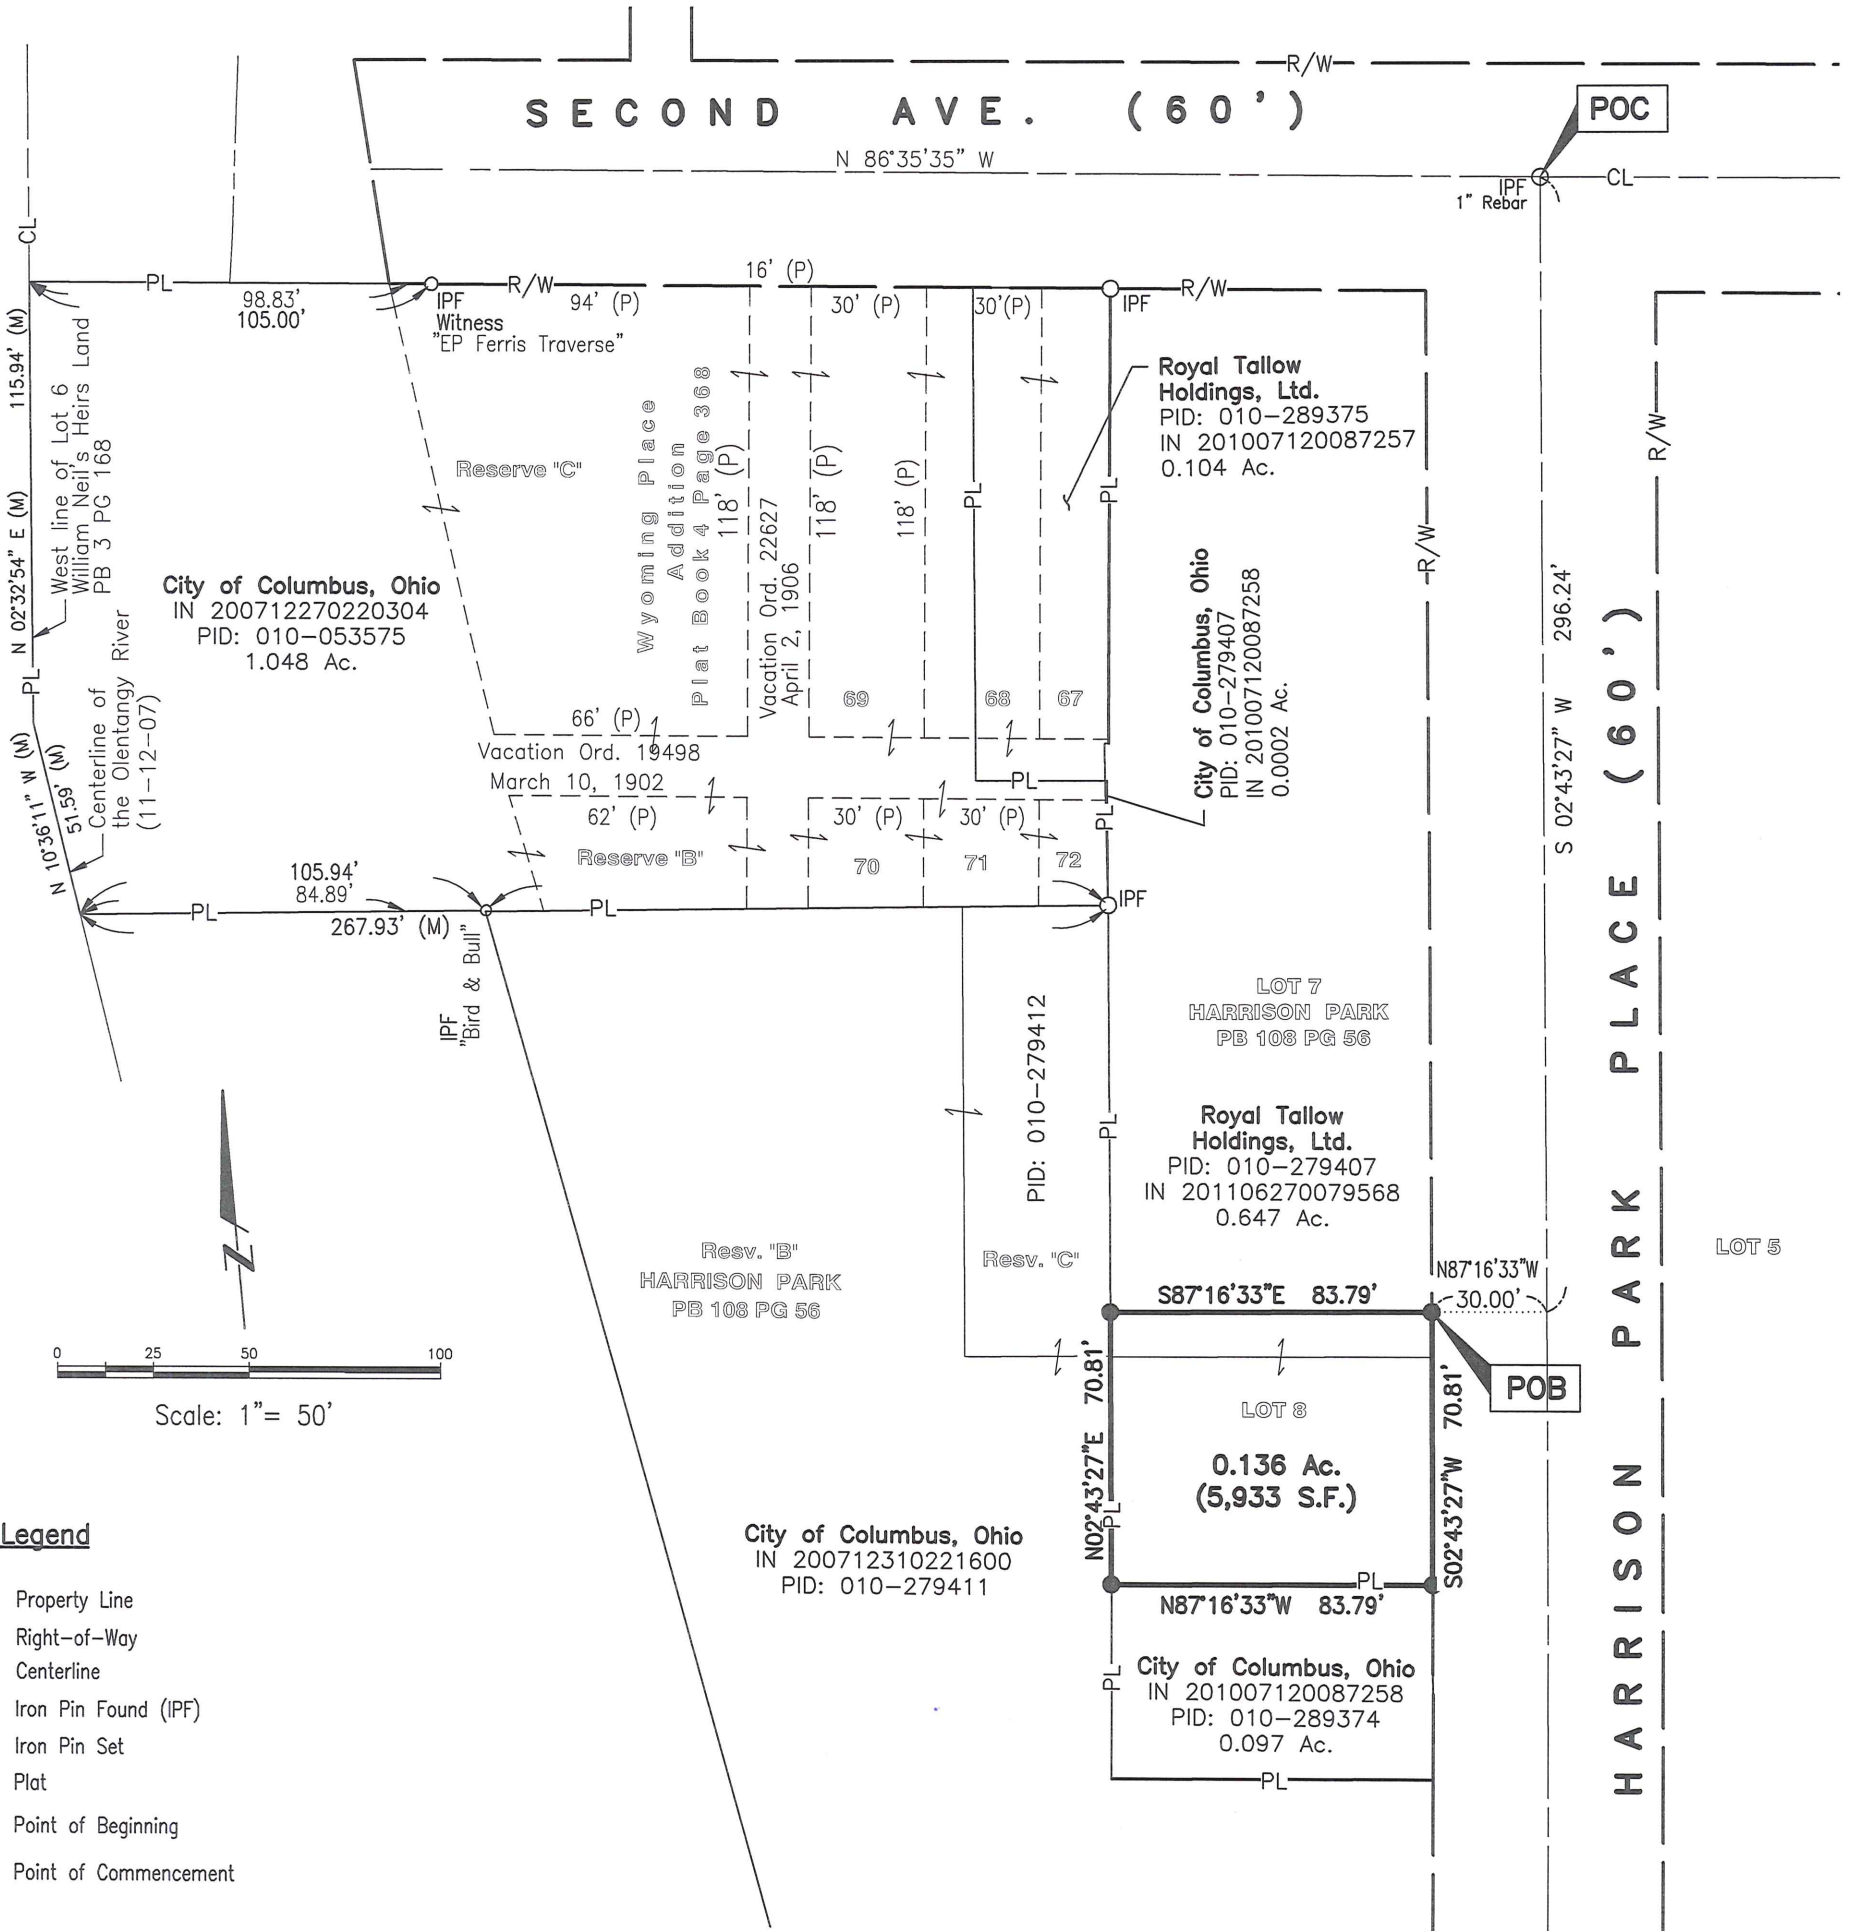 R/W
SECOND AVE. (60')
POC
N 86°35'35" W
IPF
1" Rebar
CL
CL
PL
98.83'
105.00'
IPF
Witness
"EP Ferris Traverse"
R/W
94' (P)
16' (P)
30' (P)
30'(P)
IPF
R/W
115.94' (M)
N 02°32'54" E (M)
West line of Lot 6
William Neil's Heirs Land
PB 3 PG 168
Reserve "C"
Wyoming Place
Addition
Plat Book 4 Page 368
118' (P)
Vacation Ord. 22627
April 2, 1906
118' (P)
118' (P)
PL
PL
Royal Tallow
Holdings, Ltd.
PID: 010-289375
IN 201007120087257
0.104 Ac.
R/W
R/W
City of Columbus, Ohio
IN 200712270220304
PID: 010-053575
1.048 Ac.
City of Columbus, Ohio
PID: 010-279407
IN 201007120087258
0.0002 Ac.
S 02°43'27" W 296.24'
HARRISON PARK PLACE (60')
PL
69
68
67
66' (P)
Vacation Ord. 19498
March 10, 1902
PL
N 10°36'11" W (M)
51.59' (M)
Centerline of
the Olentangy River
(11-12-07)
62' (P)
Reserve "B"
30' (P)
30' (P)
70
71
72
PL
105.94'
84.89'
PL
267.93' (M)
PL
IPF
IPF
"Bird & Bull"
PID: 010-279412
LOT 7
HARRISON PARK
PB 108 PG 56
PL
Royal Tallow
Holdings, Ltd.
PID: 010-279407
IN 201106270079568
0.647 Ac.
Z
Resv. "B"
HARRISON PARK
PB 108 PG 56
Resv. "C"
LOT 5
S87°16'33"E 83.79'
N87°16'33"W
30.00'
POB
0 25 50 100
Scale: 1"= 50'
N02°43'27"E 70.81'
PL
LOT 8
0.136 Ac.
(5,933 S.F.)
S02°43'27"W 70.81'
PL
N87°16'33"W 83.79'
City of Columbus, Ohio
IN 200712310221600
PID: 010-279411
PL
City of Columbus, Ohio
IN 201007120087258
PID: 010-289374
0.097 Ac.
PL
Legend
Property Line
Right-of-Way
Centerline
Iron Pin Found (IPF)
Iron Pin Set
Plat
Point of Beginning
Point of Commencement